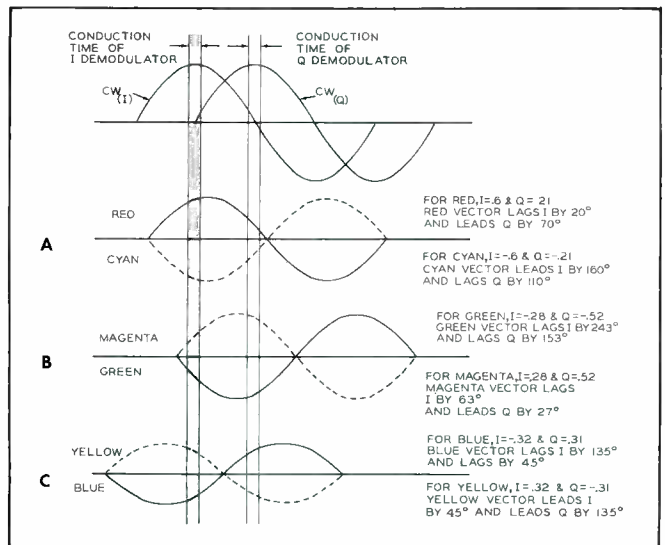 CONDUCTION
TIME OF
I DEMODULATOR
CONDUCTION
TIME OF
Q DEMODULATOR
CW(I)
CW(Q)
A
RED
CYAN
FOR RED,I=.6 & Q=.21
RED VECTOR LAGS I BY 20°
AND LEADS Q BY 70°
FOR CYAN,I=-.6 & Q=-.21
CYAN VECTOR LEADS I BY 160°
AND LAGS Q BY 110°
B
MAGENTA
GREEN
FOR GREEN,I=-.28 & Q=-.52
GREEN VECTOR LAGS I BY 243°
AND LAGS Q BY 153°
FOR MAGENTA,I=.28 & Q=.52
MAGENTA VECTOR LAGS
I BY 63°
AND LEADS Q BY 27°
C
YELLOW
BLUE
FOR BLUE,I=-.32 & Q=.31
BLUE VECTOR LAGS I BY 135°
AND LAGS BY 45°
FOR YELLOW,I=.32 & Q=-.31
YELLOW VECTOR LEADS I
BY 45° AND LEADS Q BY 135°